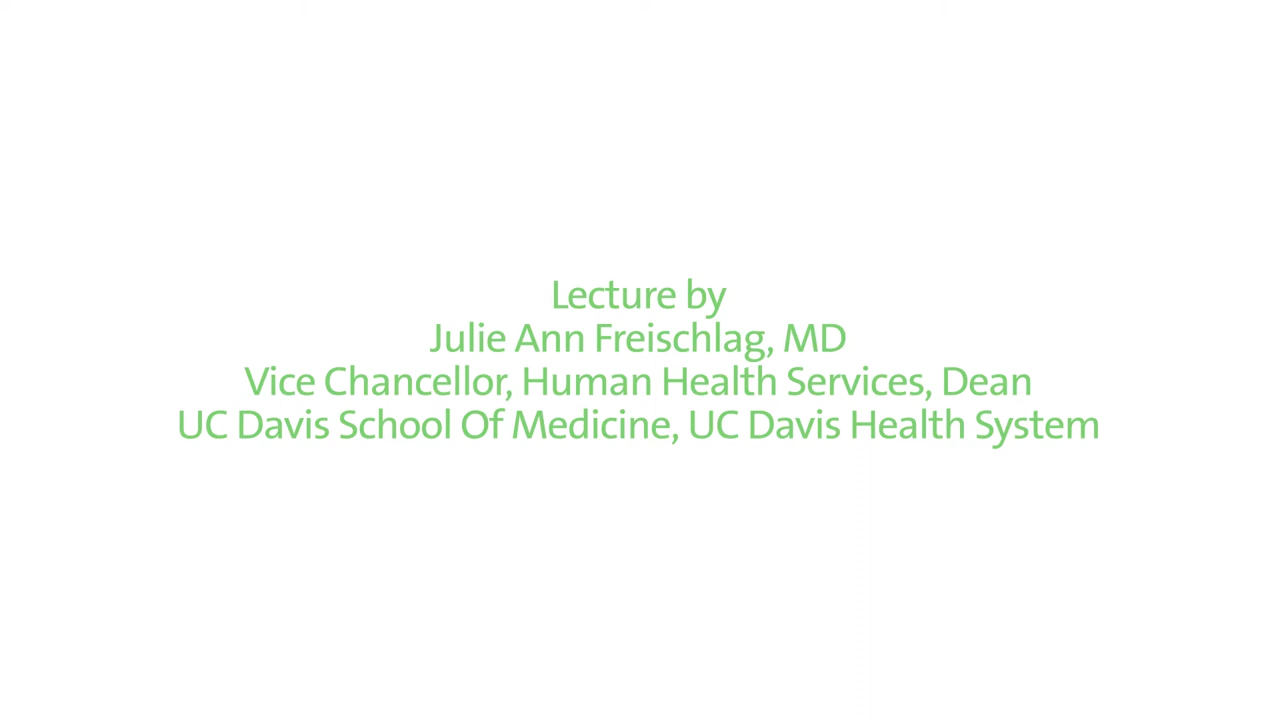 Lecture by
Julie Ann Freischlag, MD
Vice Chancellor, Human Health Services, Dean
UC Davis School Of Medicine, UC Davis Health System